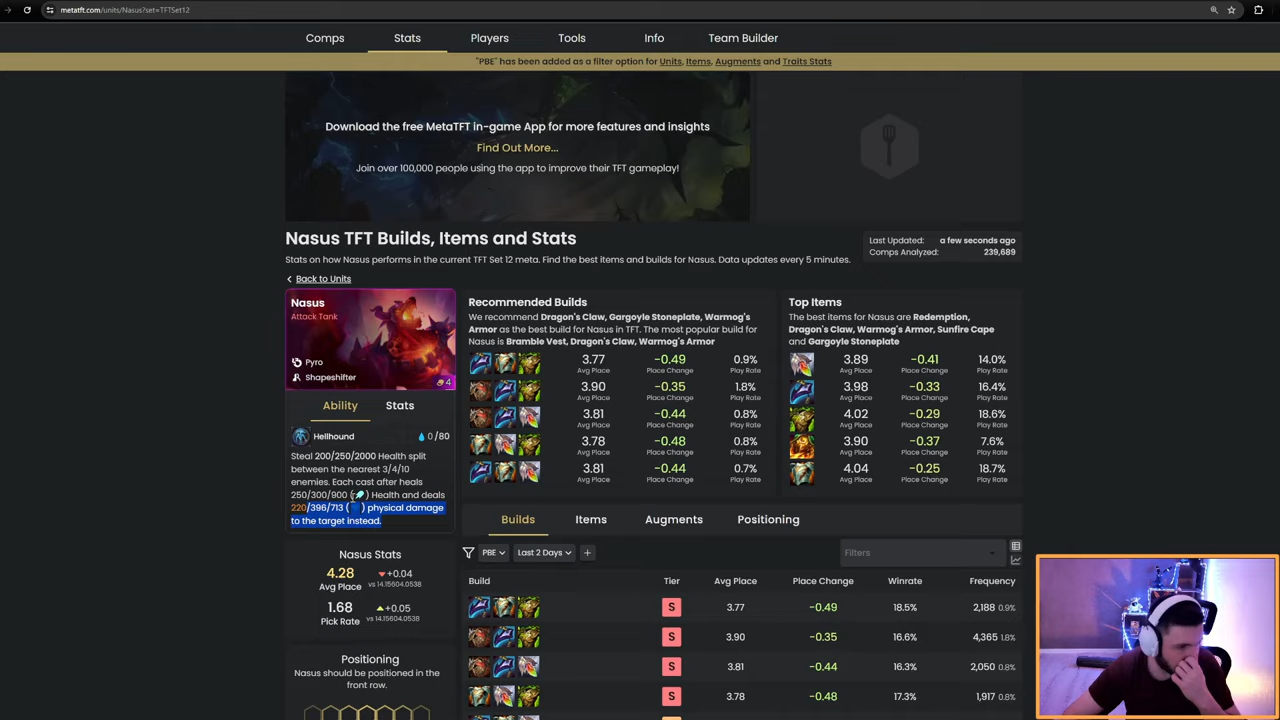 metatft.com/units/Nasus?set=TFTSet12
Comps
Stats
Players
Tools
Info
Team Builder
"PBE" has been added as a filter option for Units, Items, Augments and Traits Stats
Download the free MetaTFT in-game App for more features and insights
Find Out More...
Join over 100,000 people using the app to improve their TFT gameplay!
Nasus TFT Builds, Items and Stats
Stats on how Nasus performs in the current TFT Set 12 meta. Find the best items and builds for Nasus. Data updates every 5 minutes.
Last Updated: a few seconds ago
Comps Analyzed: 239,689
Back to Units
Nasus
Attack Tank
Pyro
Shapeshifter
4
Ability
Stats
Hellhound
0/80
Steal 200/250/2000 Health split
between the nearest 3/4/10
enemies. Each cast after heals
250/300/900 ( ) Health and deals
220/396/713 ( ) physical damage
to the target instead.
Recommended Builds
We recommend Dragon's Claw, Gargoyle Stoneplate, Warmog's
Armor as the best build for Nasus in TFT. The most popular build for
Nasus is Bramble Vest, Dragon's Claw, Warmog's Armor
3.77 -0.49 0.9%
Avg Place Place Change Play Rate
3.90 -0.35 1.8%
Avg Place Place Change Play Rate
3.81 -0.44 0.8%
Avg Place Place Change Play Rate
3.78 -0.48 0.8%
Avg Place Place Change Play Rate
3.81 -0.44 0.7%
Avg Place Place Change Play Rate
Top Items
The best items for Nasus are Redemption,
Dragon's Claw, Warmog's Armor, Sunfire Cape
and Gargoyle Stoneplate
3.89 -0.41 14.0%
Avg Place Place Change Play Rate
3.98 -0.33 16.4%
Avg Place Place Change Play Rate
4.02 -0.29 18.6%
Avg Place Place Change Play Rate
3.90 -0.37 7.6%
Avg Place Place Change Play Rate
4.04 -0.25 18.7%
Avg Place Place Change Play Rate
Nasus Stats
4.28 +0.04
Avg Place vs 14.15604.0538
1.68 +0.05
Pick Rate vs 14.15604.0538
Positioning
Nasus should be positioned in the
front row.
Builds
Items
Augments
Positioning
PBE
Last 2 Days
+
Filters
Build Tier Avg Place Place Change Winrate Frequency
S 3.77 -0.49 18.5% 2,188 0.9%
S 3.90 -0.35 16.6% 4,365 1.8%
S 3.81 -0.44 16.3% 2,050 0.8%
S 3.78 -0.48 17.3% 1,917 0.8%